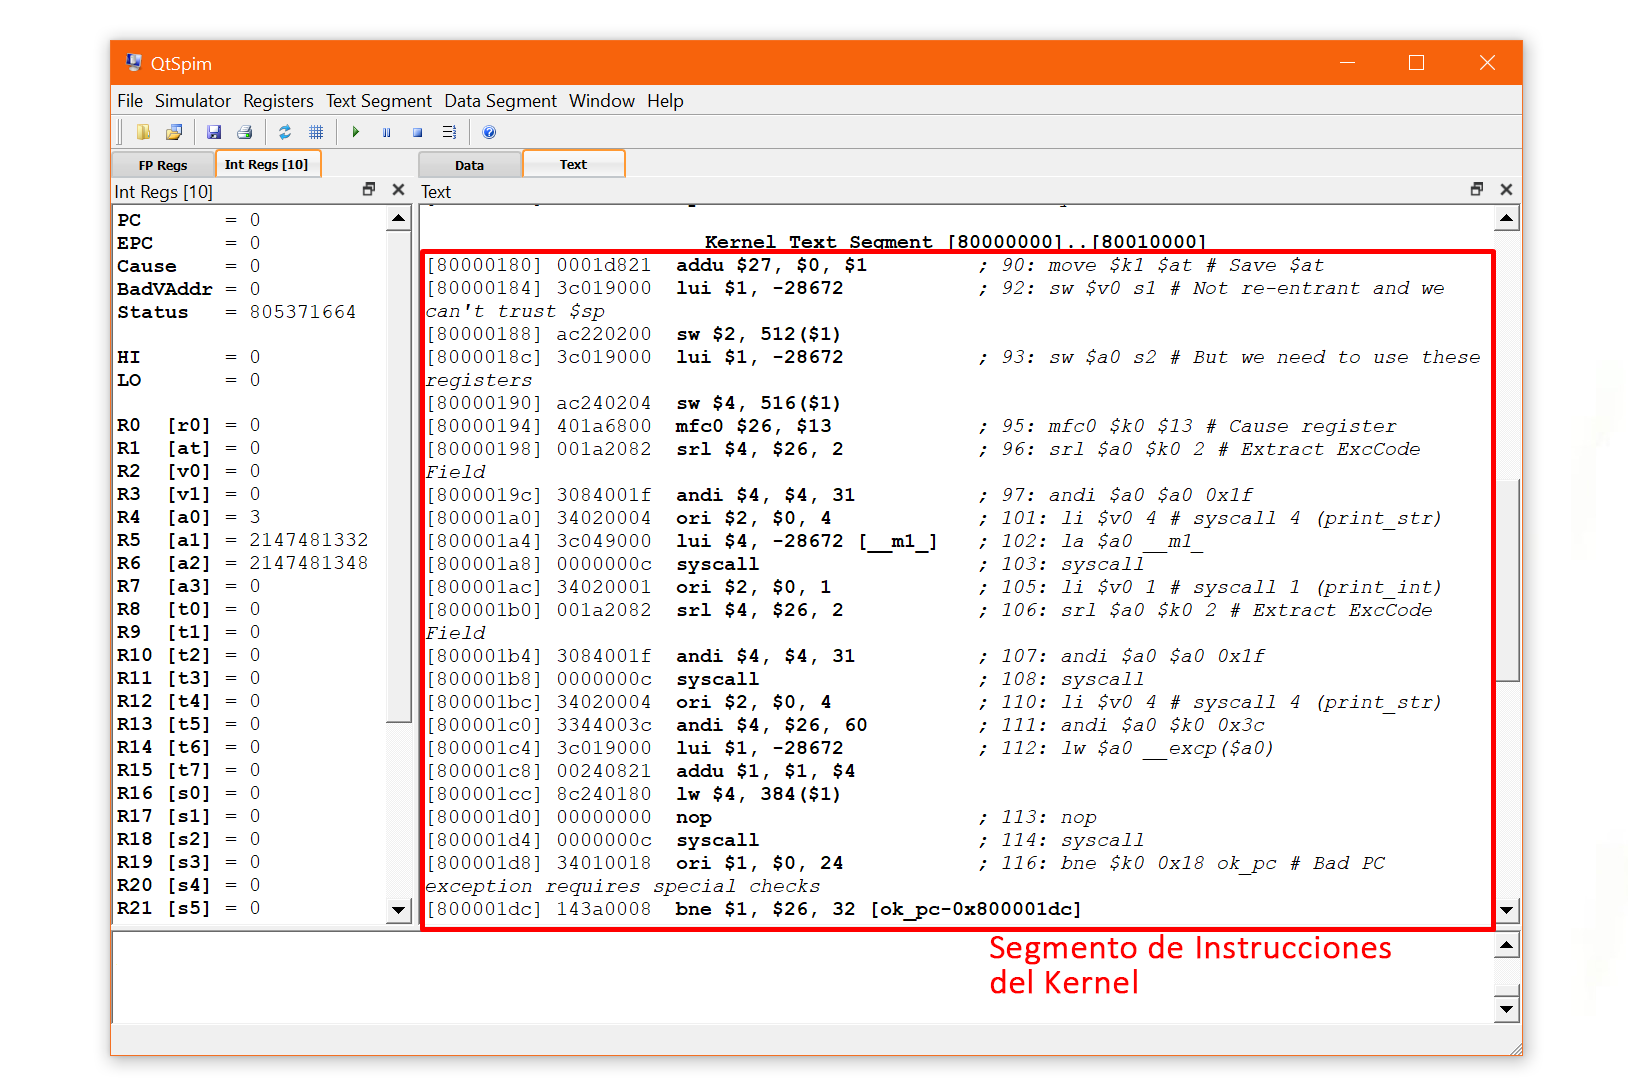 QtSpim
File Simulator Registers Text Segment Data Segment Window Help
FP Regs Int Regs [10] Data Text
Int Regs [10]
PC = 0
EPC = 0
Cause = 0
BadVAddr = 0
Status = 805371664
HI = 0
LO = 0
R0 [r0] = 0
R1 [at] = 0
R2 [v0] = 0
R3 [v1] = 0
R4 [a0] = 3
R5 [a1] = 2147481332
R6 [a2] = 2147481348
R7 [a3] = 0
R8 [t0] = 0
R9 [t1] = 0
R10 [t2] = 0
R11 [t3] = 0
R12 [t4] = 0
R13 [t5] = 0
R14 [t6] = 0
R15 [t7] = 0
R16 [s0] = 0
R17 [s1] = 0
R18 [s2] = 0
R19 [s3] = 0
R20 [s4] = 0
R21 [s5] = 0
Text
Kernel Text Segment [80000000]..[80010000]
[80000180] 0001d821 addu $27, $0, $1 ; 90: move $k1 $at # Save $at
[80000184] 3c019000 lui $1, -28672 ; 92: sw $v0 s1 # Not re-entrant and we
can't trust $sp
[80000188] ac220200 sw $2, 512($1)
[8000018c] 3c019000 lui $1, -28672 ; 93: sw $a0 s2 # But we need to use these
registers
[80000190] ac240204 sw $4, 516($1)
[80000194] 401a6800 mfc0 $26, $13 ; 95: mfc0 $k0 $13 # Cause register
[80000198] 001a2082 srl $4, $26, 2 ; 96: srl $a0 $k0 2 # Extract ExcCode
Field
[8000019c] 3084001f andi $4, $4, 31 ; 97: andi $a0 $a0 0x1f
[800001a0] 34020004 ori $2, $0, 4 ; 101: li $v0 4 # syscall 4 (print_str)
[800001a4] 3c049000 lui $4, -28672 [__m1_] ; 102: la $a0 __m1_
[800001a8] 0000000c syscall ; 103: syscall
[800001ac] 34020001 ori $2, $0, 1 ; 105: li $v0 1 # syscall 1 (print_int)
[800001b0] 001a2082 srl $4, $26, 2 ; 106: srl $a0 $k0 2 # Extract ExcCode
Field
[800001b4] 3084001f andi $4, $4, 31 ; 107: andi $a0 $a0 0x1f
[800001b8] 0000000c syscall ; 108: syscall
[800001bc] 34020004 ori $2, $0, 4 ; 110: li $v0 4 # syscall 4 (print_str)
[800001c0] 3344003c andi $4, $26, 60 ; 111: andi $a0 $k0 0x3c
[800001c4] 3c019000 lui $1, -28672 ; 112: lw $a0 __excp($a0)
[800001c8] 00240821 addu $1, $1, $4
[800001cc] 8c240180 lw $4, 384($1)
[800001d0] 00000000 nop ; 113: nop
[800001d4] 0000000c syscall ; 114: syscall
[800001d8] 34010018 ori $1, $0, 24 ; 116: bne $k0 0x18 ok_pc # Bad PC
exception requires special checks
[800001dc] 143a0008 bne $1, $26, 32 [ok_pc-0x800001dc]
Segmento de Instrucciones
del Kernel